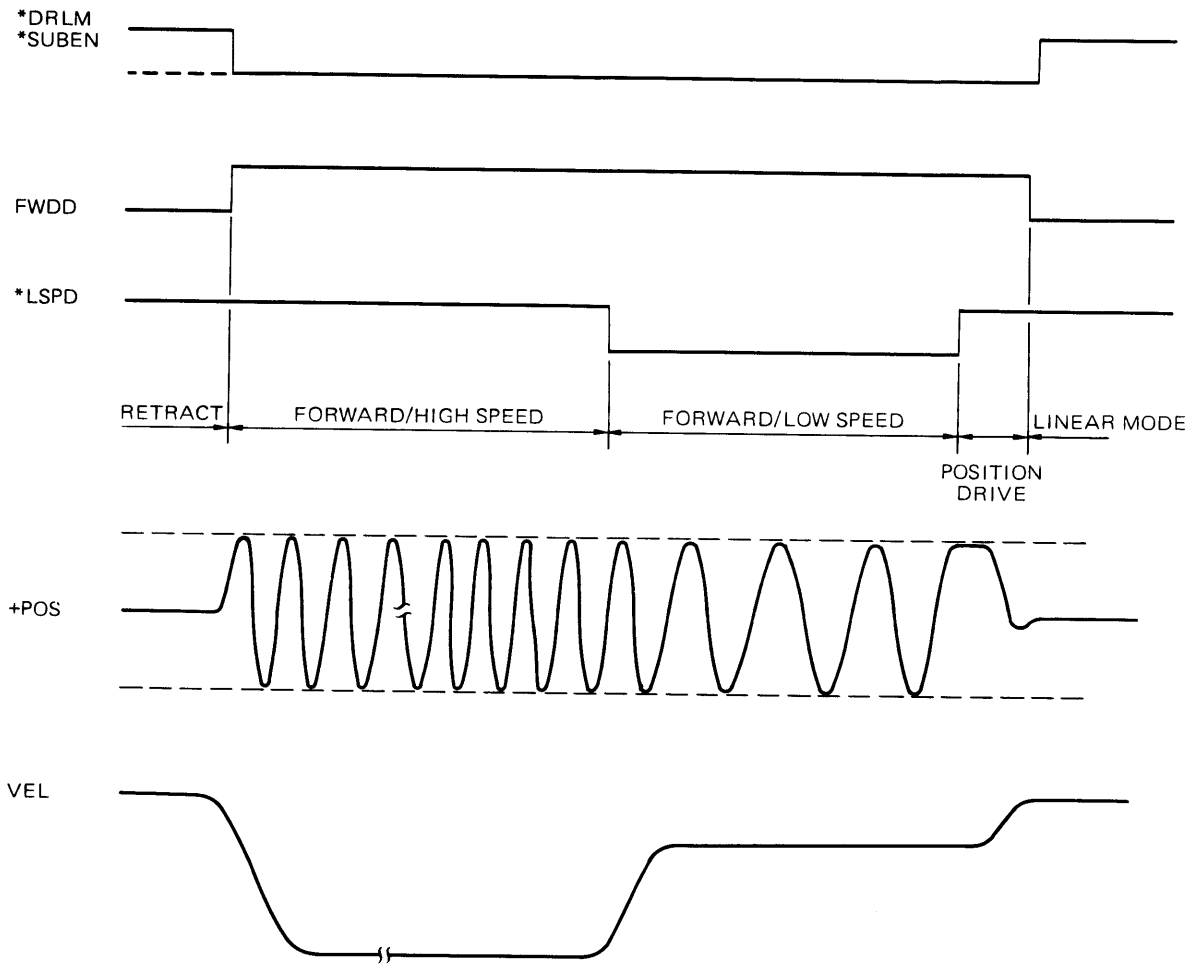 *DRLM
*SUBEN
FWDD
*LSPD
RETRACT
FORWARD/HIGH SPEED
FORWARD/LOW SPEED
LINEAR MODE
POSITION
DRIVE
+POS
VEL